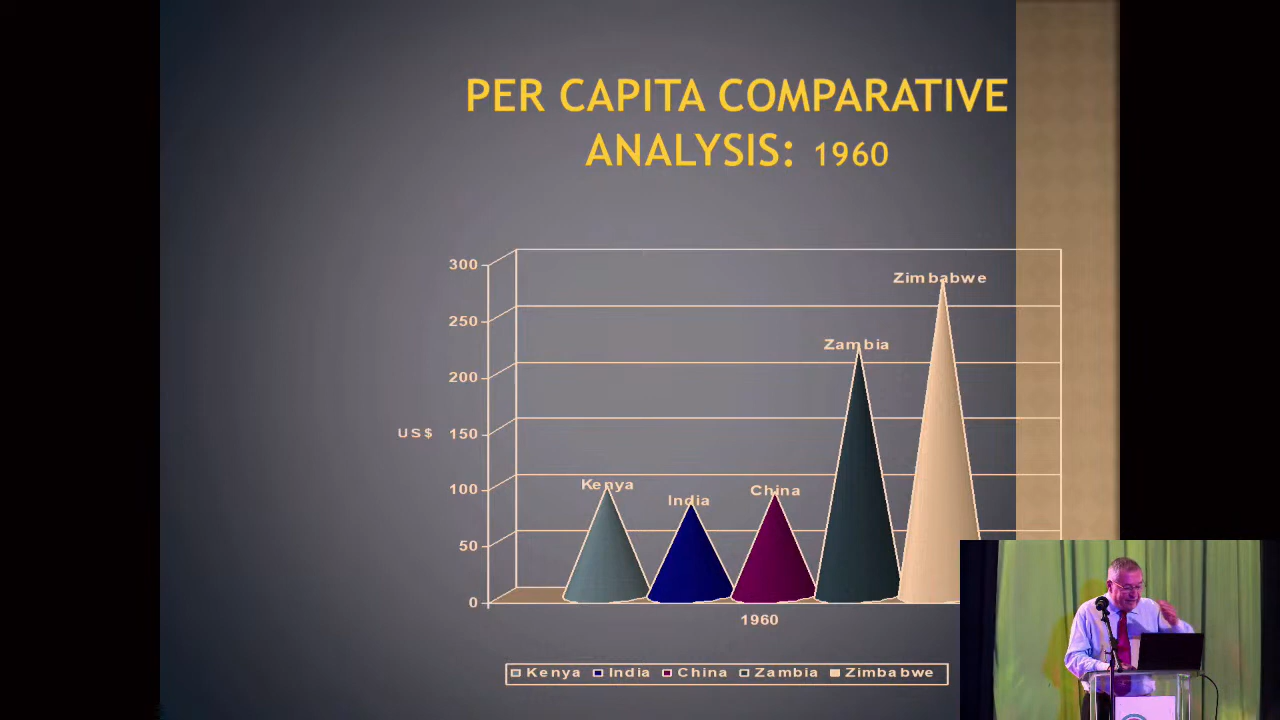 PER CAPITA COMPARATIVE
ANALYSIS: 1960
300
Zimbabwe
250
Zambia
200
US$ 150
100
Kenya
India
China
50
0
1960
Kenya India China Zambia Zimbabwe